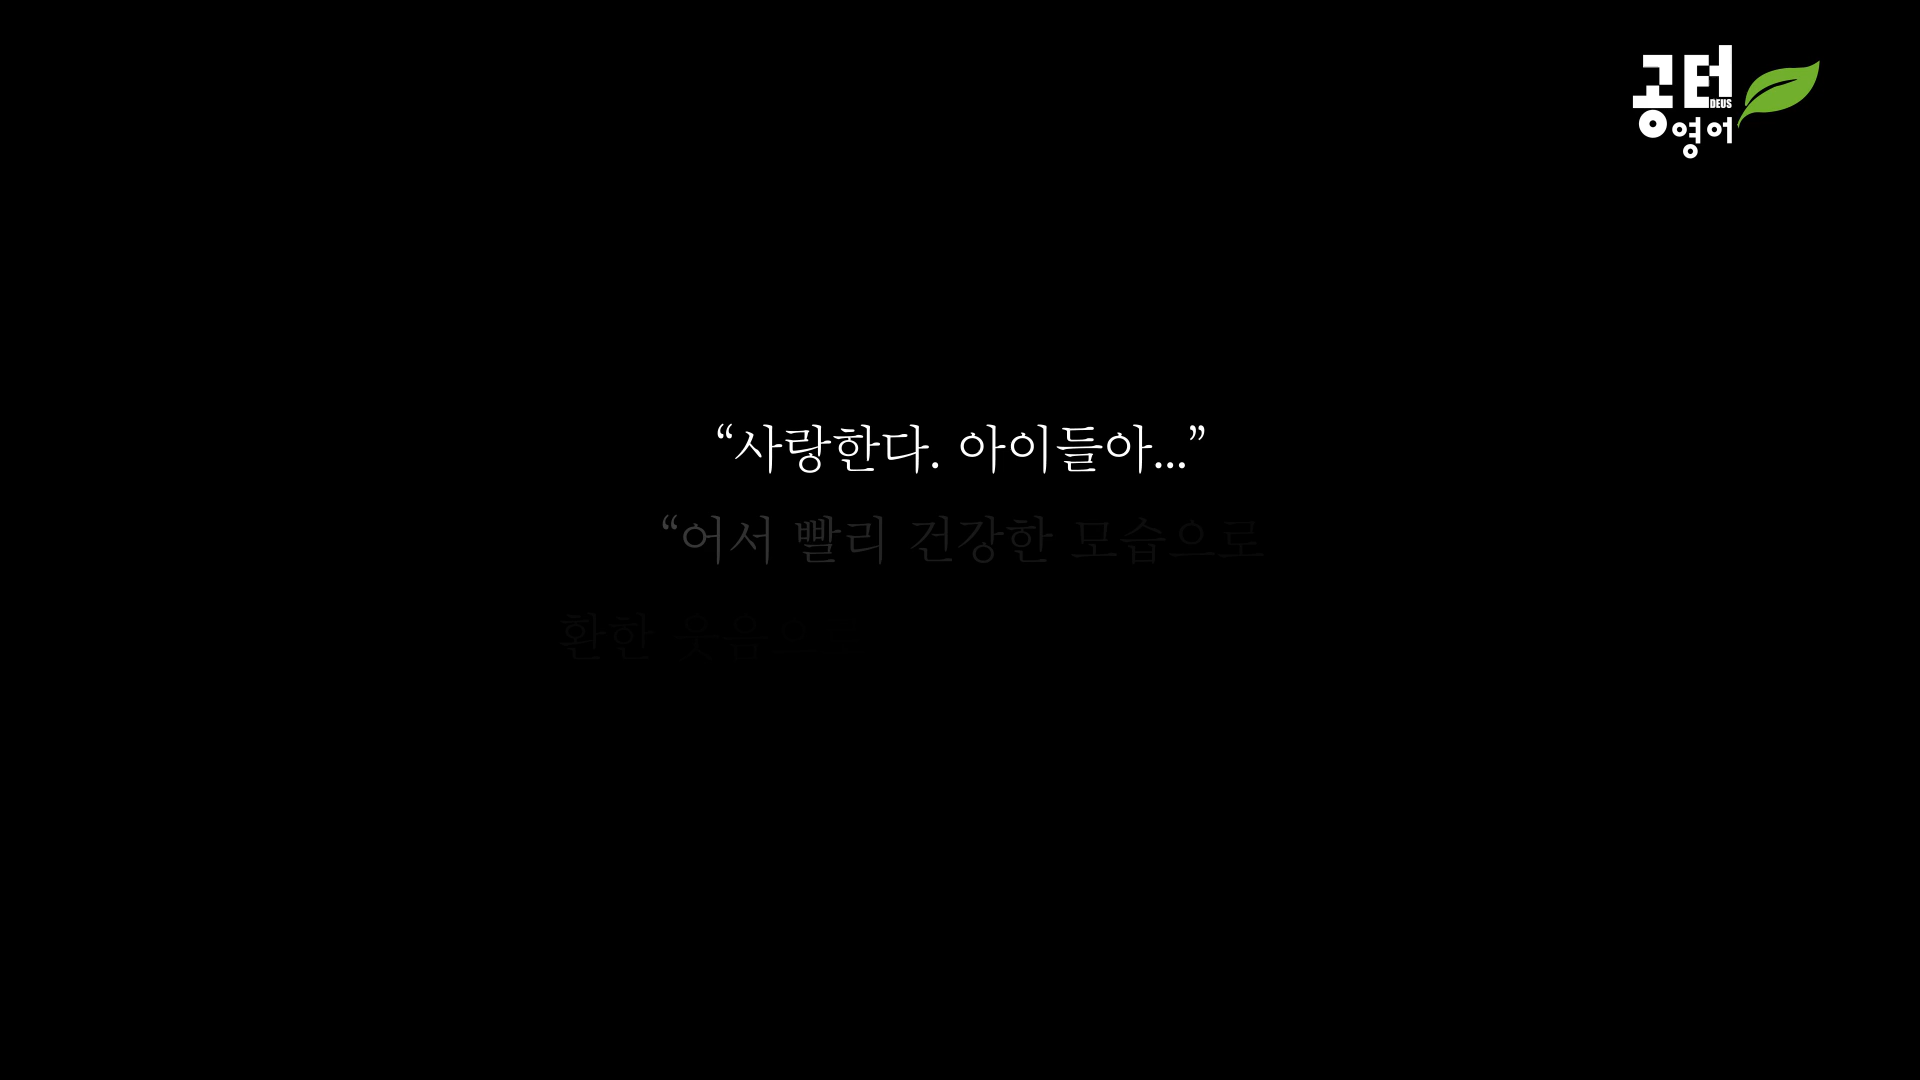 공터
DEUS
영어
“사랑한다. 아이들아...”
“어서 빨리 건강한 모습으로
환한 웃음으